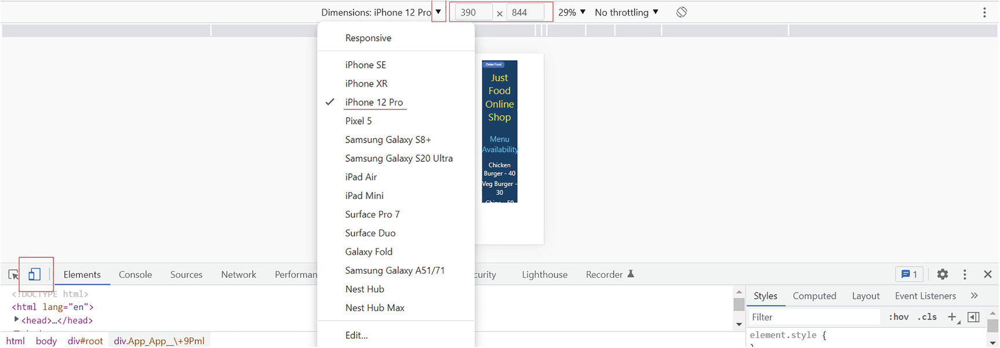 Dimensions: iPhone 12 Pro ▼ 390 × 844 29% ▼ No throttling ▼
Responsive
iPhone SE
iPhone XR
iPhone 12 Pro
Pixel 5
Samsung Galaxy S8+
Samsung Galaxy S20 Ultra
iPad Air
iPad Mini
Surface Pro 7
Surface Duo
Galaxy Fold
Samsung Galaxy A51/71
Nest Hub
Nest Hub Max
Edit...
Order Food
Just
Food
Online
Shop
Menu
Availability
Chicken
Burger - 40
Veg Burger -
30
Chips - 50
Elements Console Sources Network Performan curity Lighthouse Recorder 1
<!DOCTYPE html>
<html lang="en">
<head>…</head>
html body div#root div.App_App__\+9Pml
Styles Computed Layout Event Listeners »
Filter :hov .cls +
element.style {